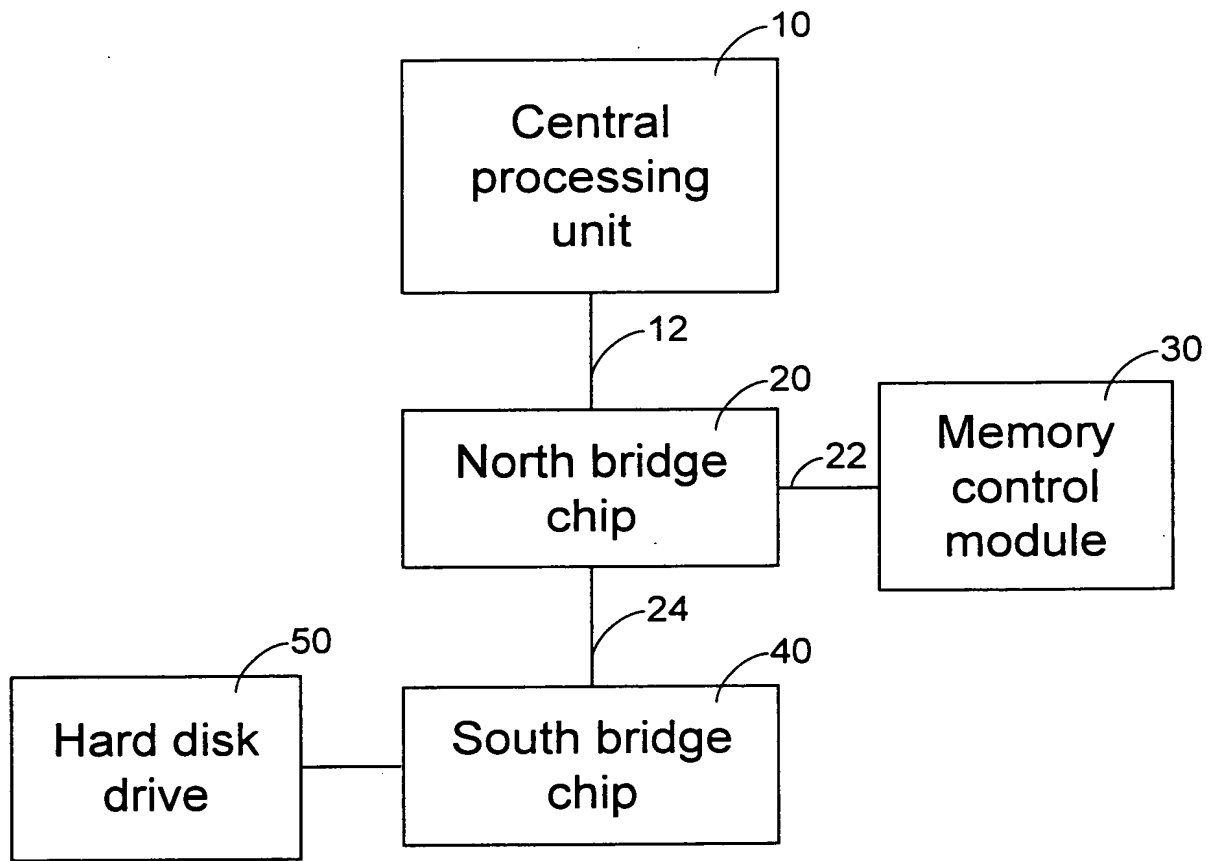 10
Central
processing
unit
12
20
30
North bridge
chip
22
Memory
control
module
24
50
40
Hard disk
drive
South bridge
chip